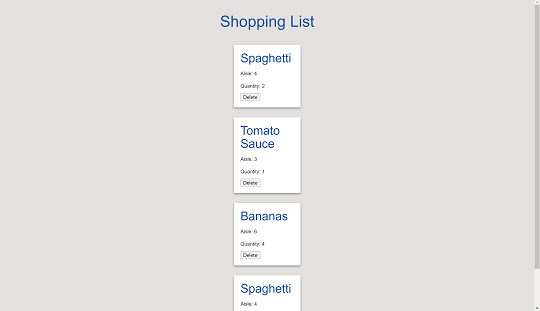 Shopping List
Spaghetti
Aisle: 4
Quantity: 2
Delete
Tomato
Sauce
Aisle: 3
Quantity: 1
Delete
Bananas
Aisle: 6
Quantity: 4
Delete
Spaghetti
Aisle: 4